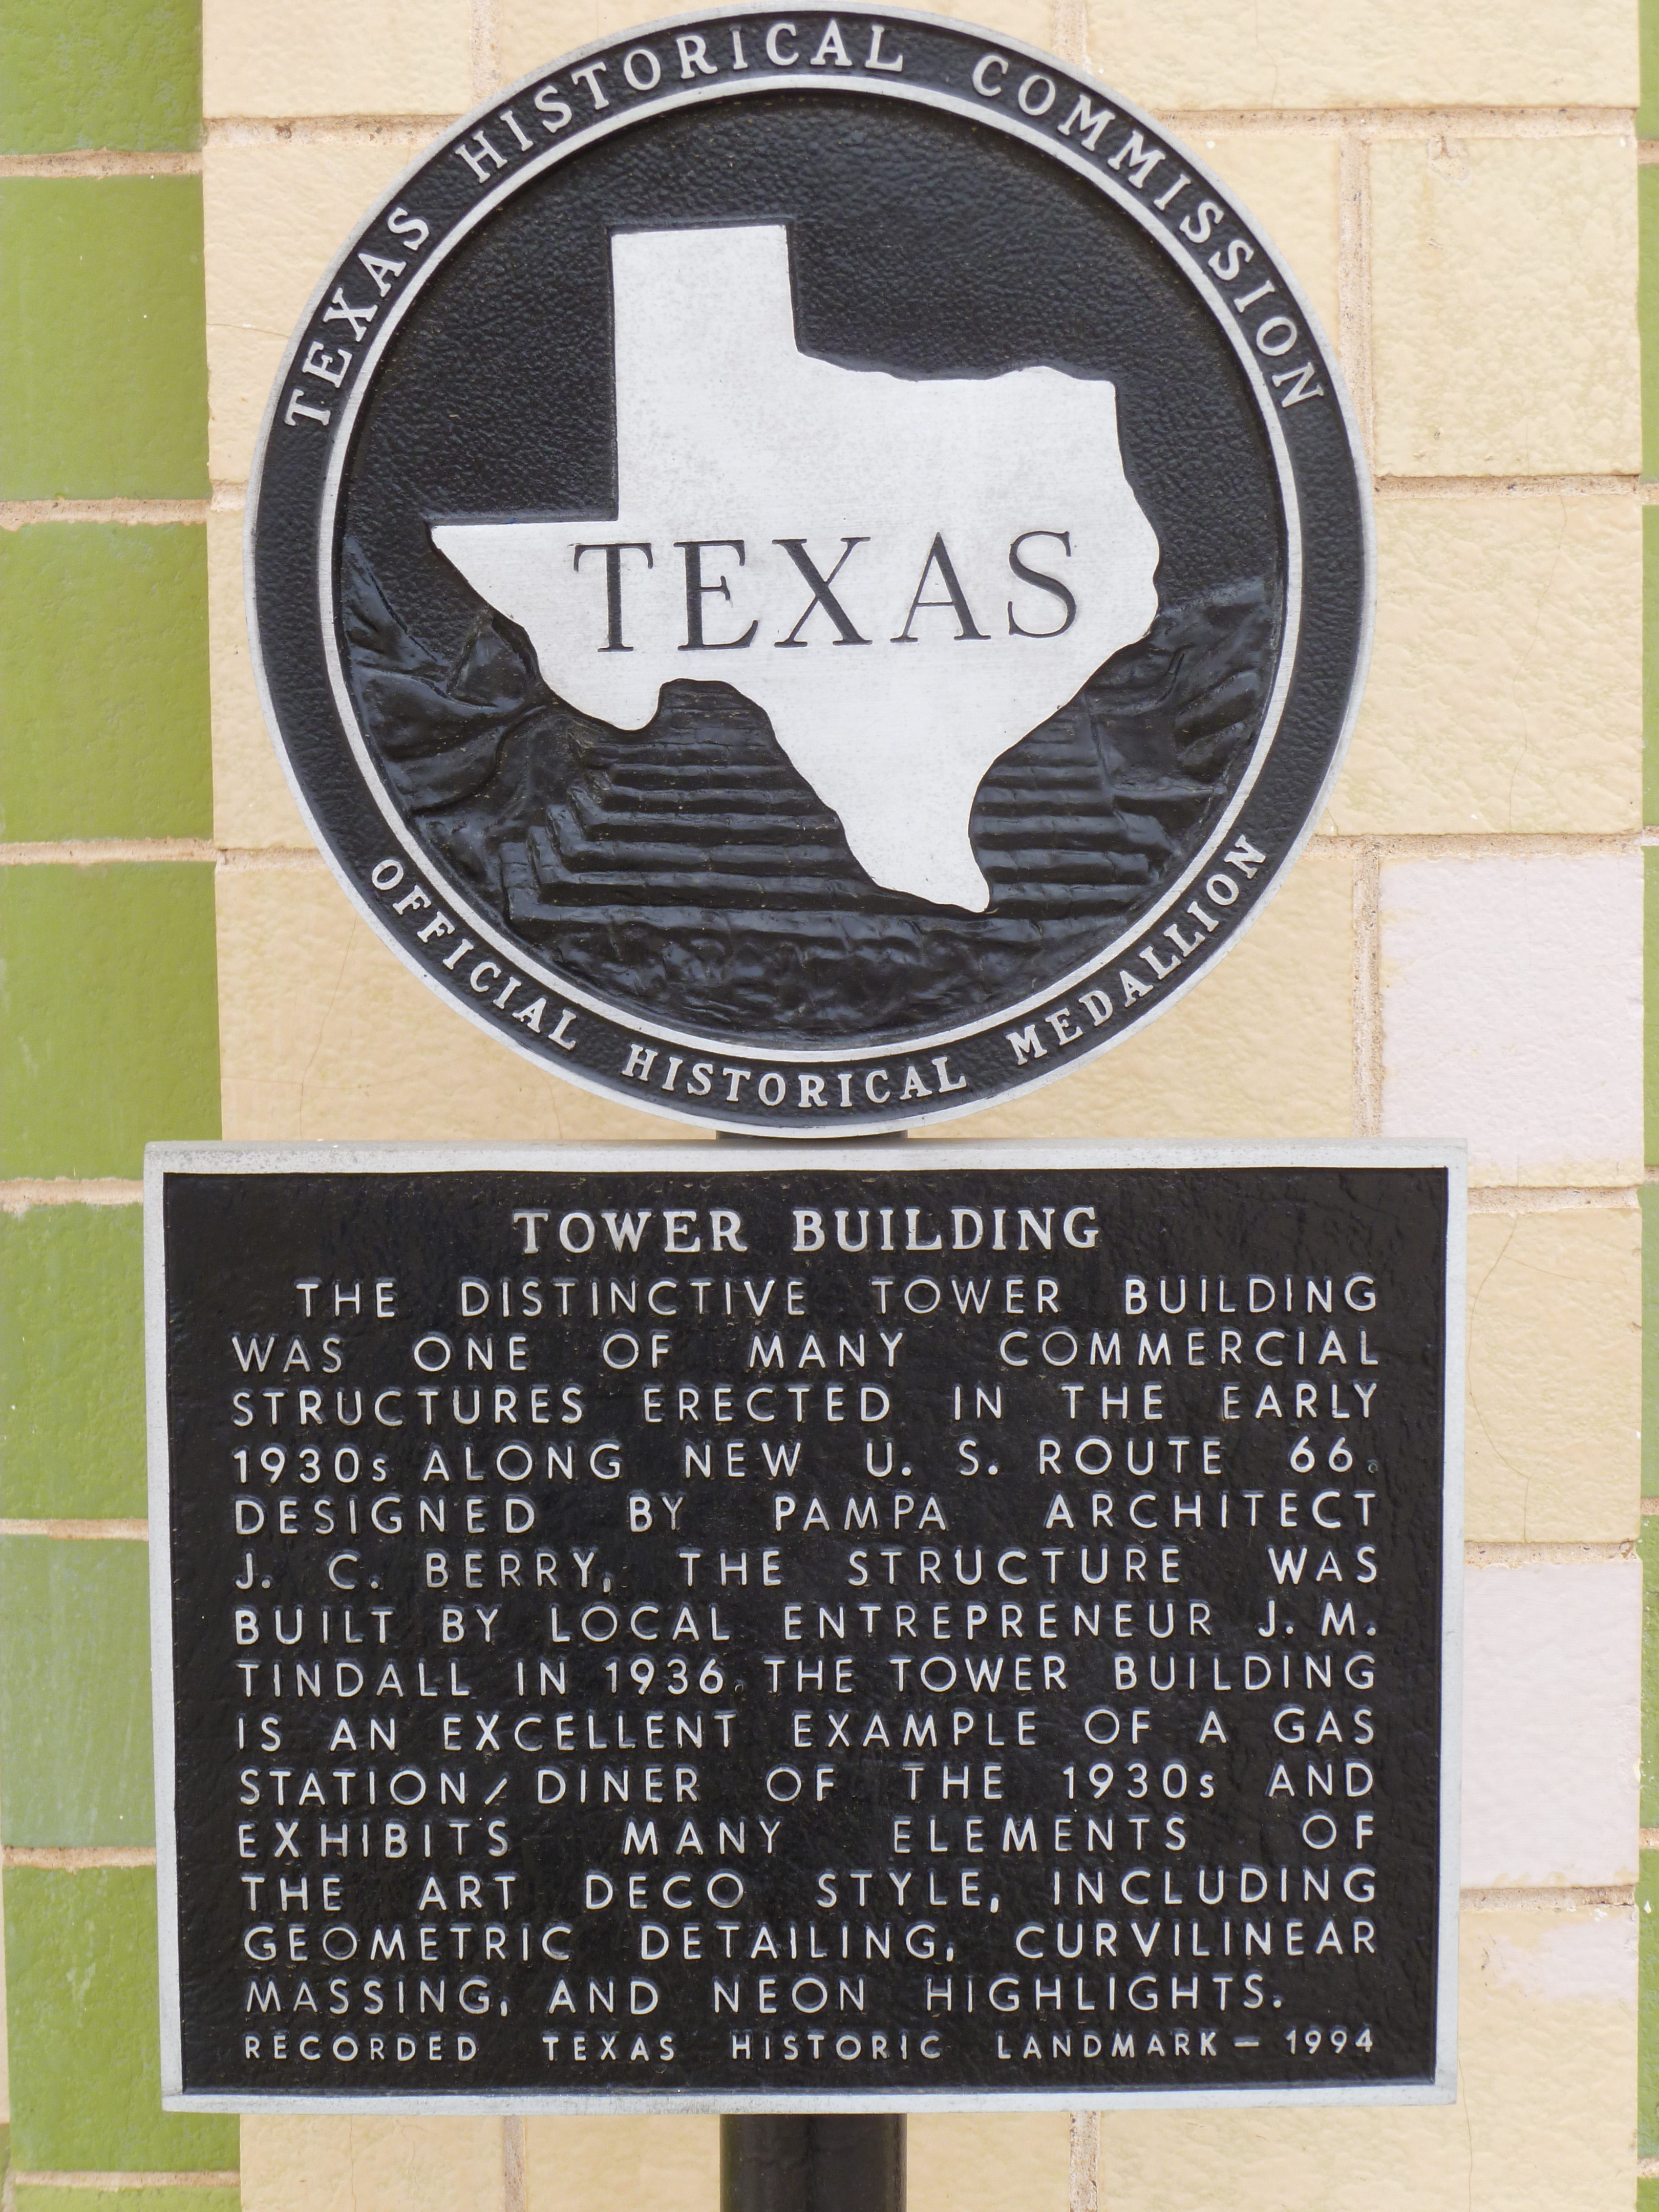 TEXAS HISTORICAL COMMISSION
TEXAS
OFFICIAL HISTORICAL MEDALLION
TOWER BUILDING
THE DISTINCTIVE TOWER BUILDING
WAS ONE OF MANY COMMERCIAL
STRUCTURES ERECTED IN THE EARLY
1930s ALONG NEW U. S. ROUTE 66.
DESIGNED BY PAMPA ARCHITECT
J. C. BERRY, THE STRUCTURE WAS
BUILT BY LOCAL ENTREPRENEUR J. M.
TINDALL IN 1936. THE TOWER BUILDING
IS AN EXCELLENT EXAMPLE OF A GAS
STATION/DINER OF THE 1930s AND
EXHIBITS MANY ELEMENTS OF
THE ART DECO STYLE, INCLUDING
GEOMETRIC DETAILING, CURVILINEAR
MASSING, AND NEON HIGHLIGHTS.
RECORDED TEXAS HISTORIC LANDMARK – 1994